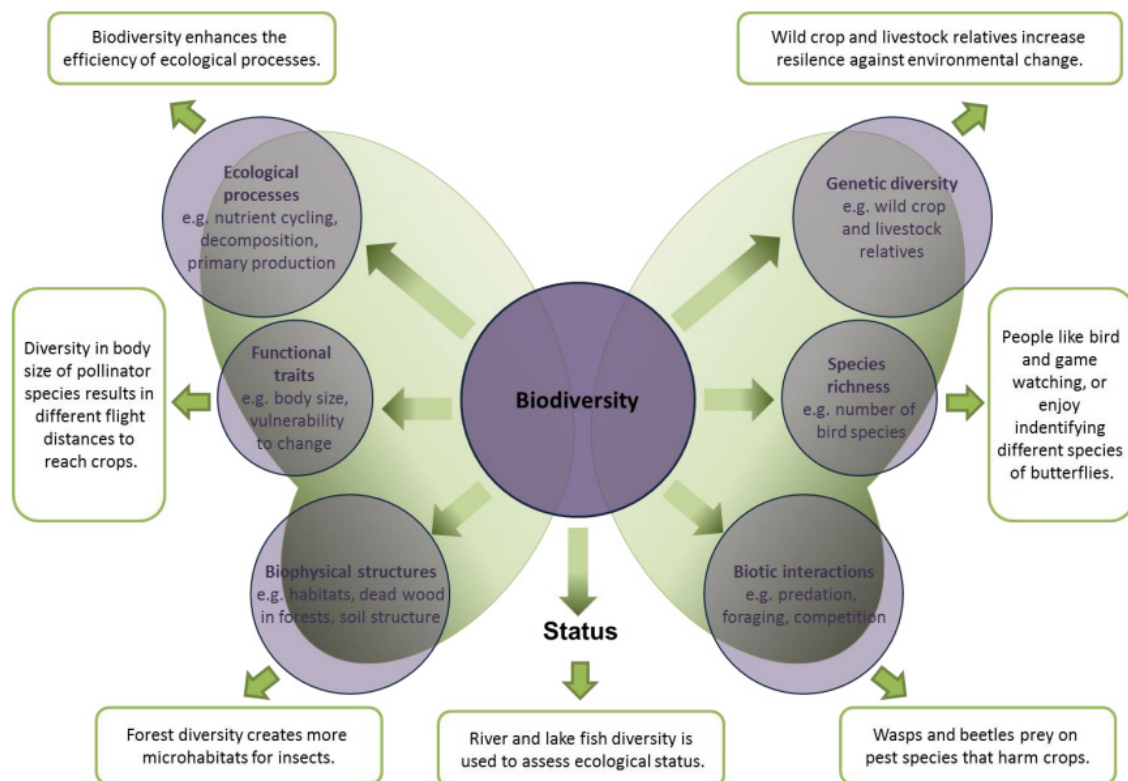 Biodiversity enhances the
efficiency of ecological processes.
Wild crop and livestock relatives increase
resilence against environmental change.
Ecological
processes
e.g. nutrient cycling,
decomposition,
primary production
Genetic diversity
e.g. wild crop
and livestock
relatives
Diversity in body
size of pollinator
species results in
different flight
distances to
reach crops.
Functional
traits
e.g. body size,
vulnerability
to change
Biodiversity
Species
richness
e.g. number of
bird species
People like bird
and game
watching, or
enjoy
indentifying
different species
of butterflies.
Biophysical structures
e.g. habitats, dead wood
in forests, soil structure
Status
Biotic interactions
e.g. predation,
foraging, competition
Forest diversity creates more
microhabitats for insects.
River and lake fish diversity is
used to assess ecological status.
Wasps and beetles prey on
pest species that harm crops.